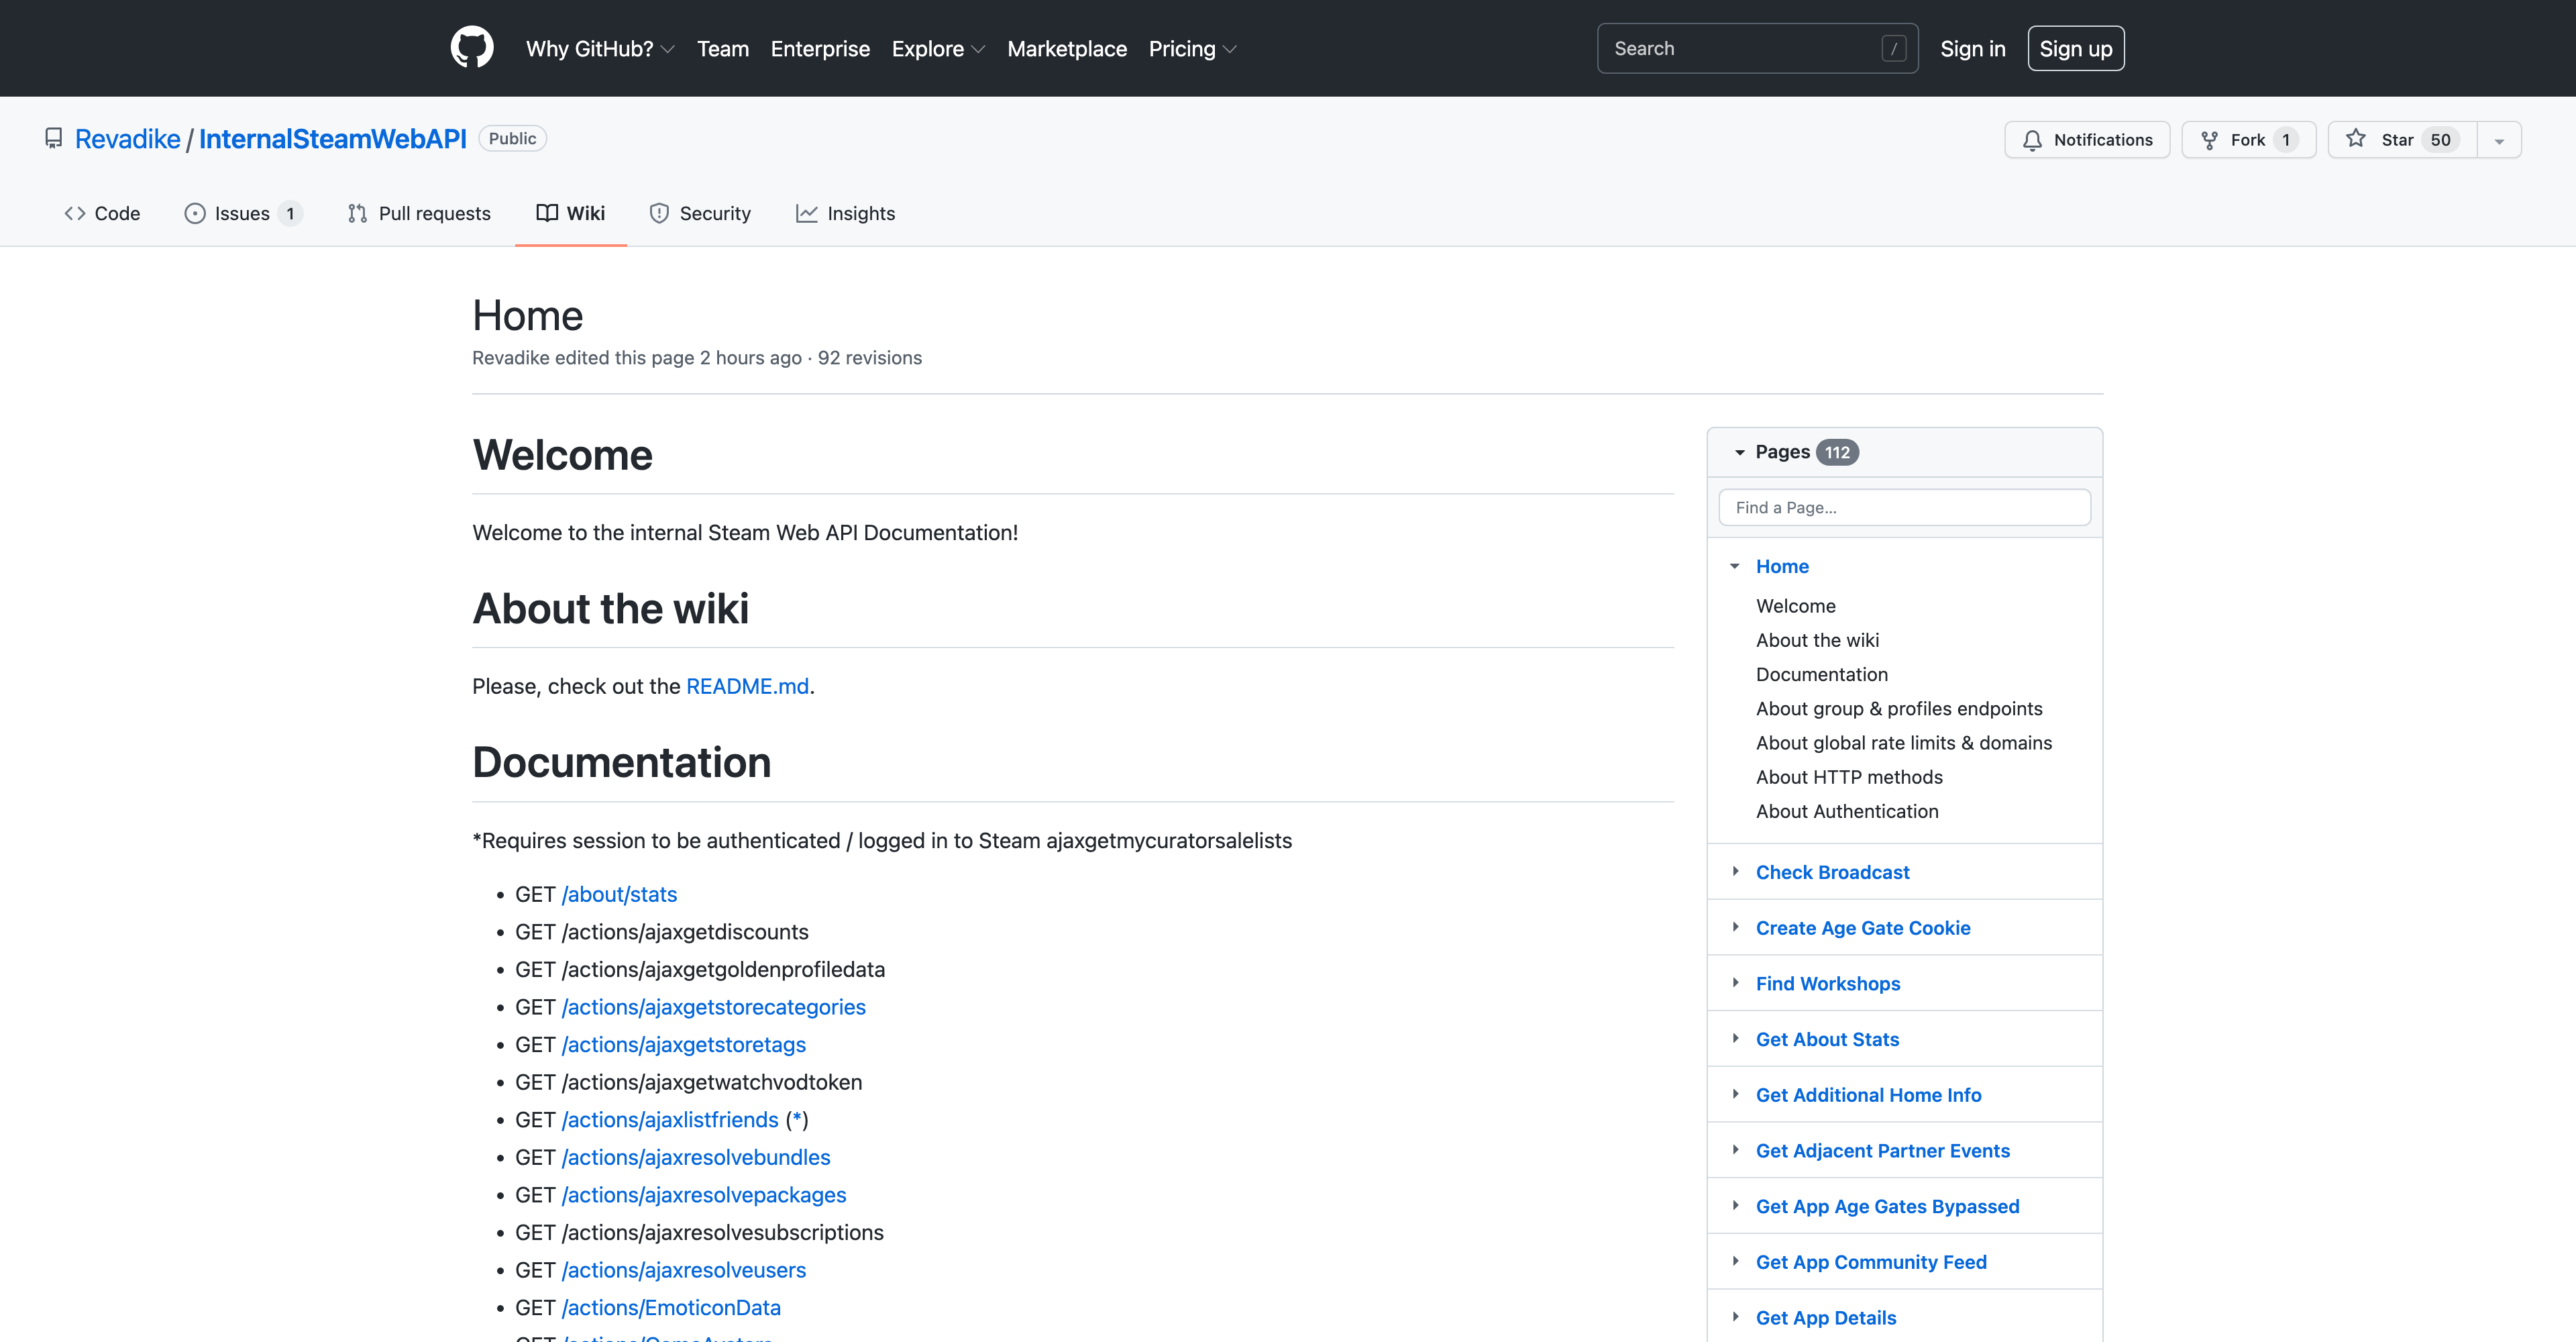 Why GitHub? Team Enterprise Explore Marketplace Pricing Search / Sign in Sign up
Revadike / InternalSteamWebAPI Public Notifications Fork 1 Star 50
Code Issues 1 Pull requests Wiki Security Insights
Home
Revadike edited this page 2 hours ago · 92 revisions
Welcome
Welcome to the internal Steam Web API Documentation!
About the wiki
Please, check out the README.md.
Documentation
*Requires session to be authenticated / logged in to Steam ajaxgetmycuratorsalelists
• GET /about/stats
• GET /actions/ajaxgetdiscounts
• GET /actions/ajaxgetgoldenprofiledata
• GET /actions/ajaxgetstorecategories
• GET /actions/ajaxgetstoretags
• GET /actions/ajaxgetwatchvodtoken
• GET /actions/ajaxlistfriends (*)
• GET /actions/ajaxresolvebundles
• GET /actions/ajaxresolvepackages
• GET /actions/ajaxresolvesubscriptions
• GET /actions/ajaxresolveusers
• GET /actions/EmoticonData
Pages 112
Find a Page...
Home
Welcome
About the wiki
Documentation
About group & profiles endpoints
About global rate limits & domains
About HTTP methods
About Authentication
Check Broadcast
Create Age Gate Cookie
Find Workshops
Get About Stats
Get Additional Home Info
Get Adjacent Partner Events
Get App Age Gates Bypassed
Get App Community Feed
Get App Details